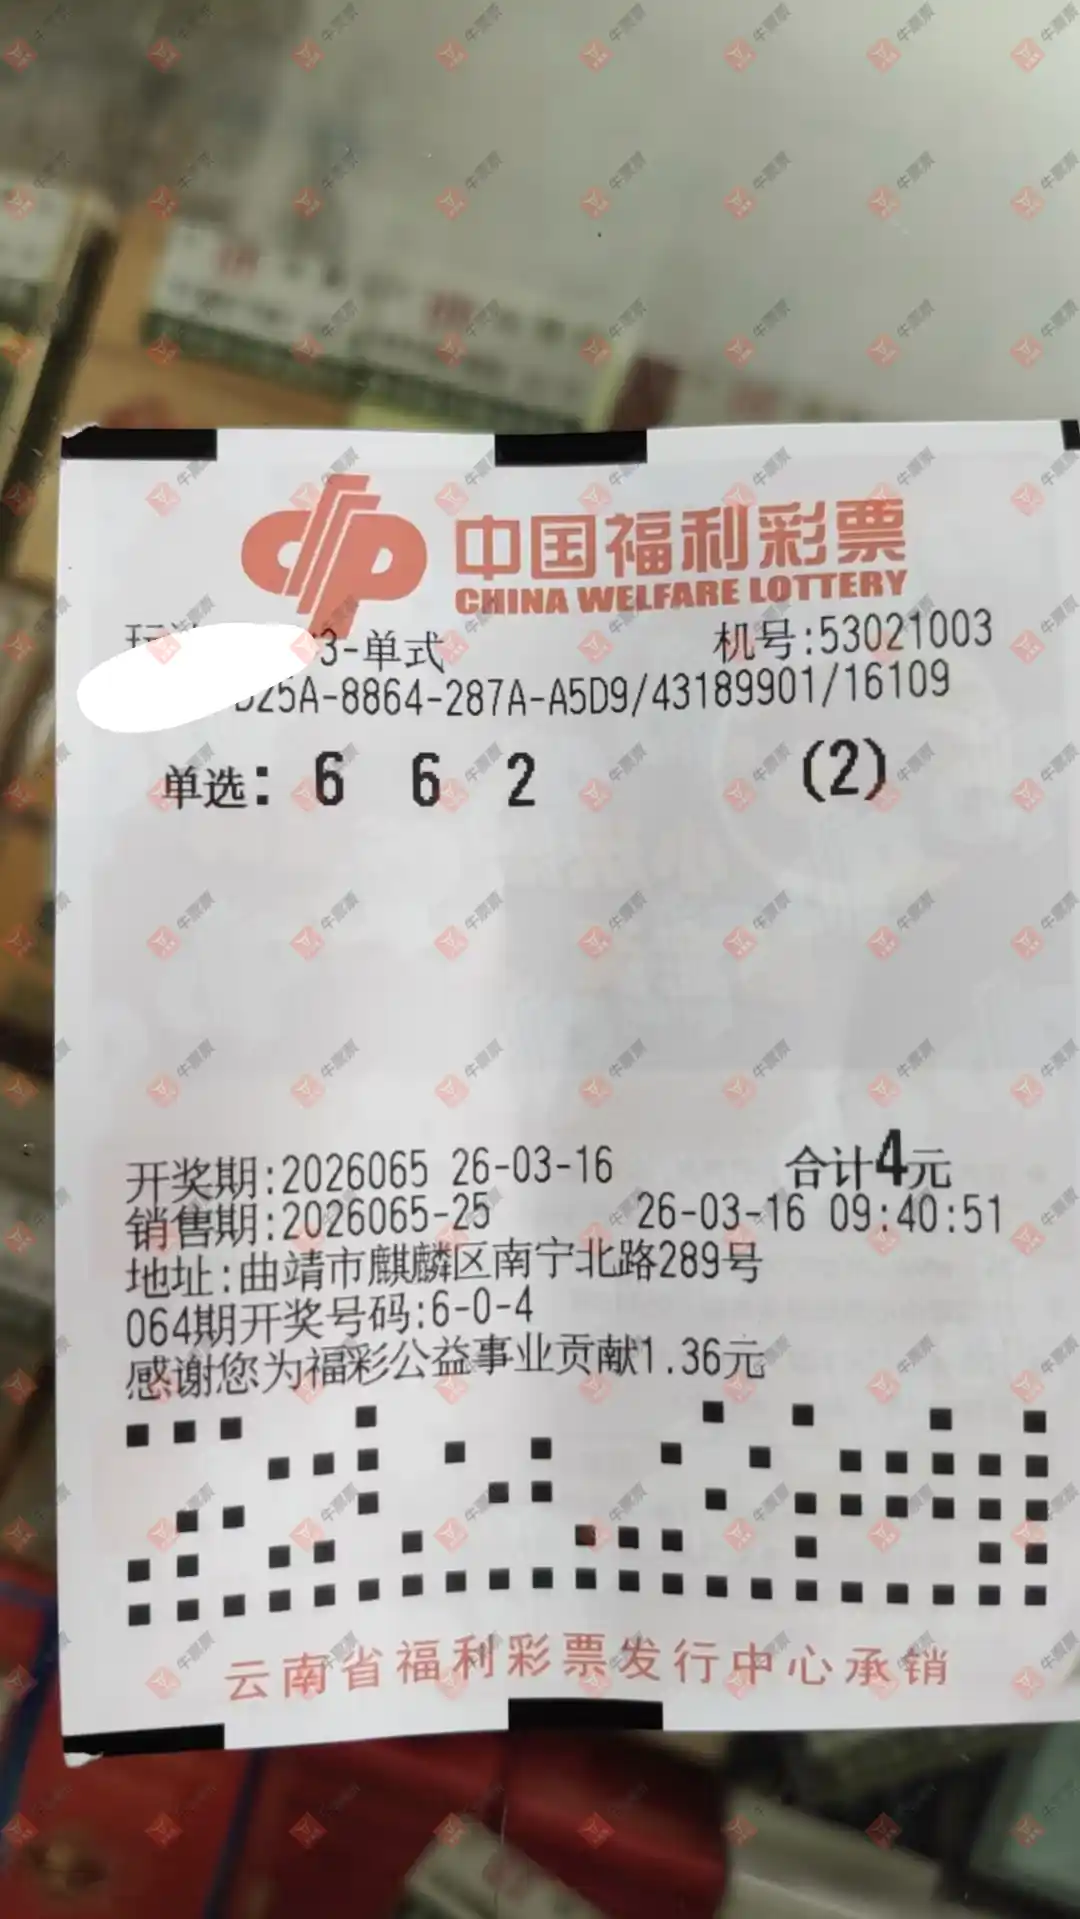 中国福利彩票
CHINA WELFARE LOTTERY
3-单式 机号:53021003
D25A-8864-287A-A5D9/43189901/16109
单选: 6 6 2 (2)
开奖期:2026065 26-03-16 合计4元
销售期:2026065-25 26-03-16 09:40:51
地址:曲靖市麒麟区南宁北路289号
064期开奖号码:6-0-4
感谢您为福彩公益事业贡献1.36元
云南省福利彩票发行中心承销
牛票票